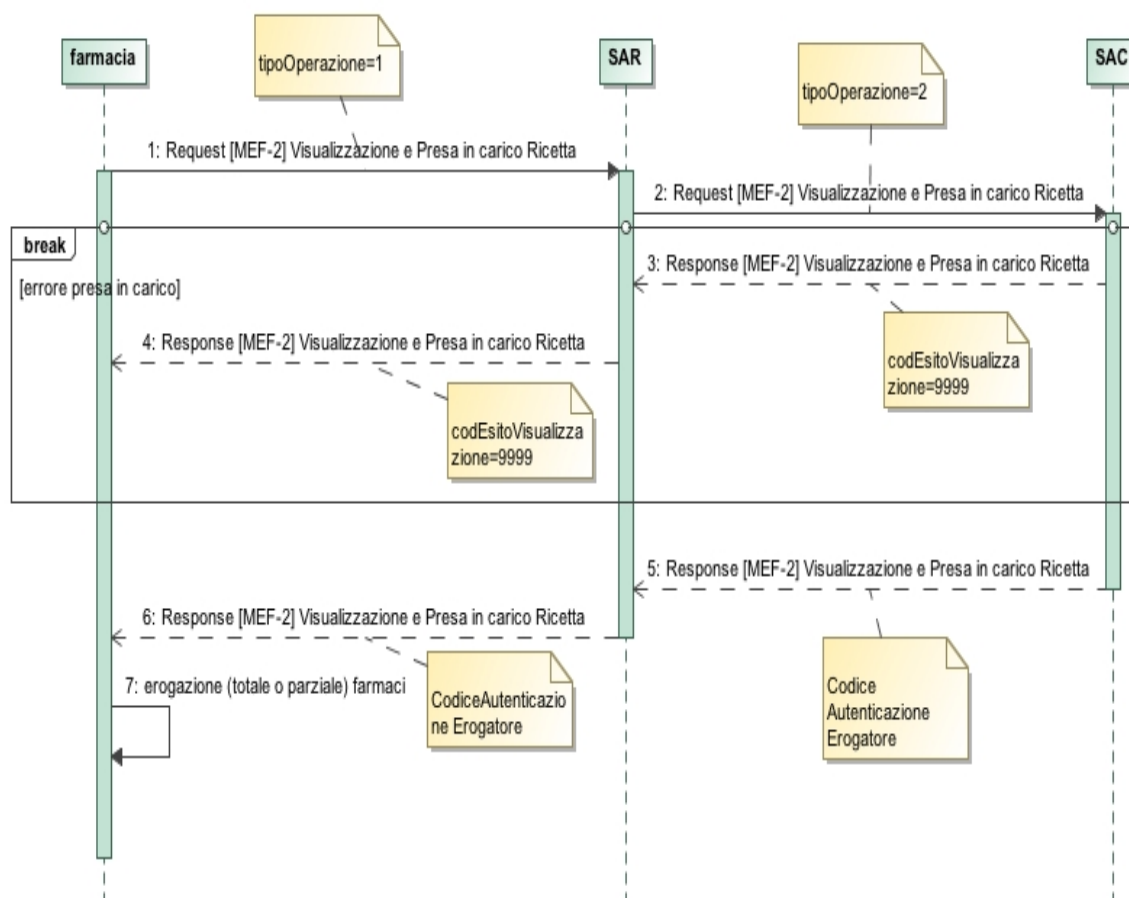 farmacia
tipoOperazione=1
SAR
tipoOperazione=2
SAC
1: Request [MEF-2] Visualizzazione e Presa in carico Ricetta
2: Request [MEF-2] Visualizzazione e Presa in carico Ricetta
break
[errore presa in carico]
3: Response [MEF-2] Visualizzazione e Presa in carico Ricetta
codEsitoVisualizza
zione=9999
4: Response [MEF-2] Visualizzazione e Presa in carico Ricetta
codEsitoVisualizza
zione=9999
5: Response [MEF-2] Visualizzazione e Presa in carico Ricetta
Codice
Autenticazione
Erogatore
6: Response [MEF-2] Visualizzazione e Presa in carico Ricetta
CodiceAutenticazio
ne Erogatore
7: erogazione (totale o parziale) farmaci